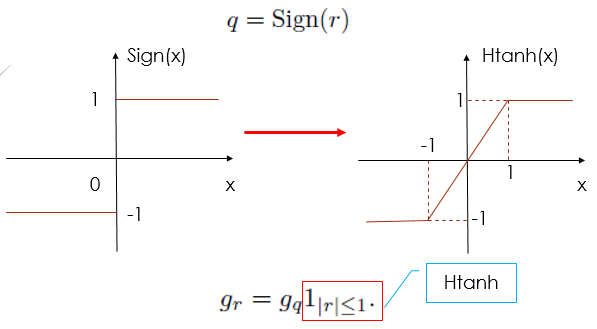 q = Sign(r)
Sign(x)
1
0
x
-1
Htanh(x)
1
-1
1
x
-1
Htanh
g_r = g_q 1_{|r|≤1}.